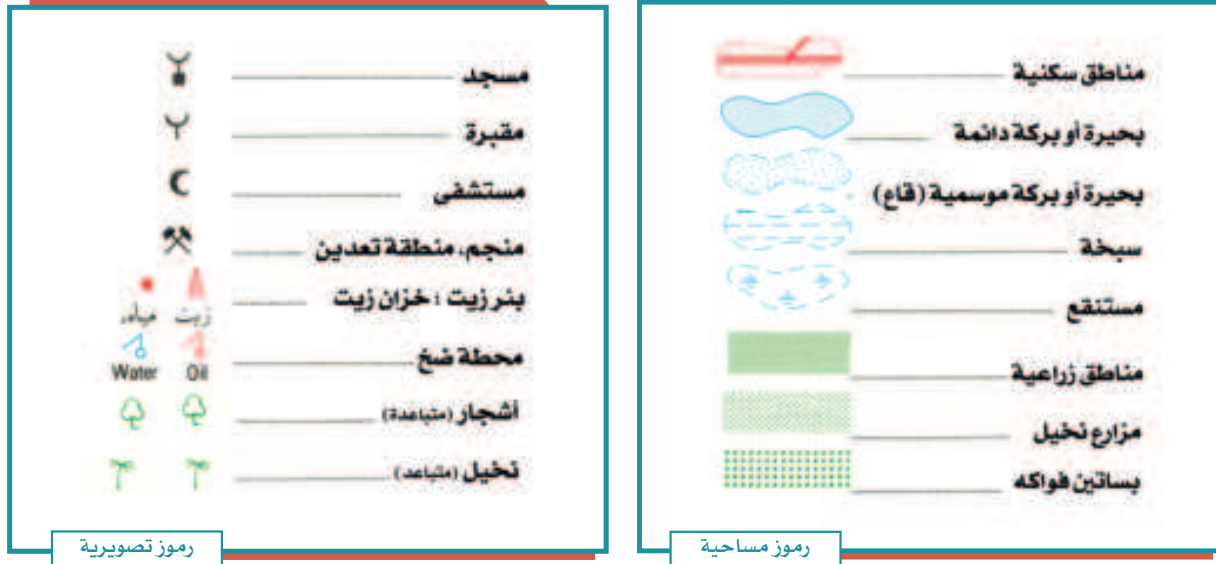 مناطق سكنية
بحيرة أو بركة دائمة
بحيرة أو بركة موسمية (قاع)
سبخة
مستنقع
مناطق زراعية
مزارع نخيل
بساتين فواكه
رموز مساحية
مسجد
مقبرة
مستشفى
منجم، منطقة تعدين
بئر زيت ؛ خزان زيت
زيت مياه
محطة ضخ
Water Oil
أشجار (متباعدة)
نخيل (متباعد)
رموز تصويرية